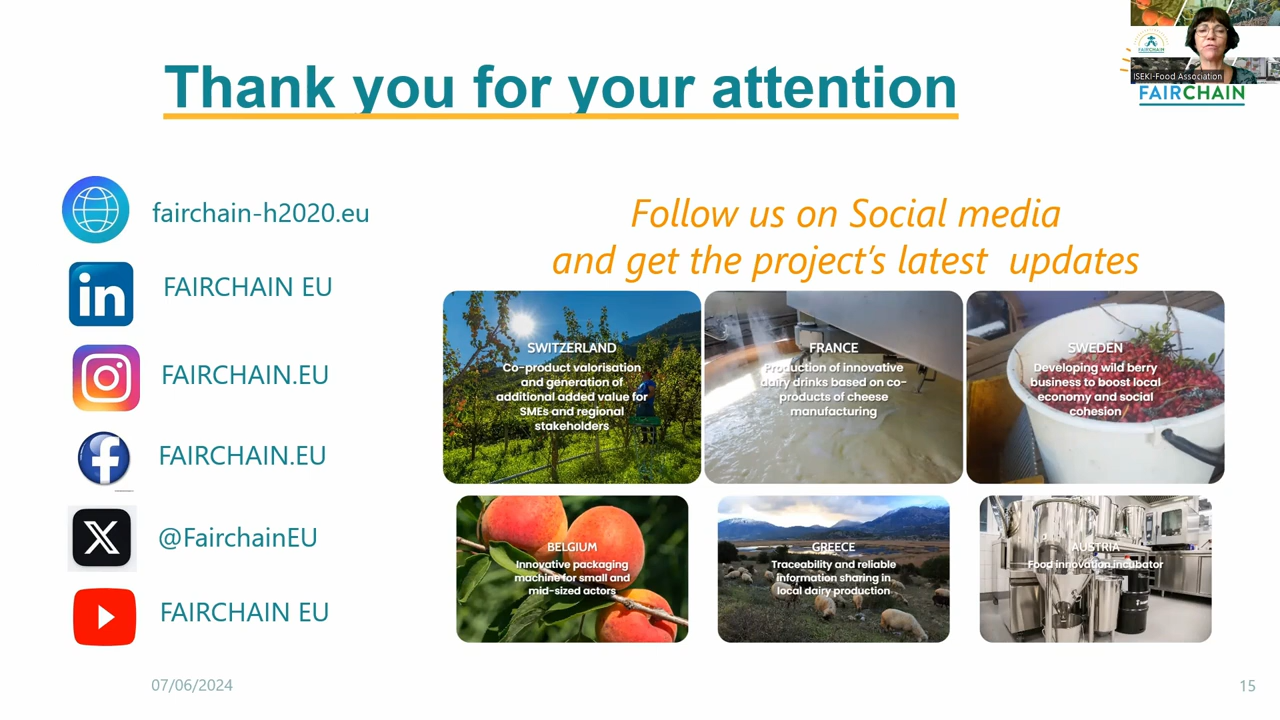 Thank you for your attention
FAIRCHAIN
ISEKI-Food Association
FAIRCHAIN
fairchain-h2020.eu
FAIRCHAIN EU
FAIRCHAIN.EU
FAIRCHAIN.EU
@FairchainEU
FAIRCHAIN EU
Follow us on Social media
and get the project's latest updates
SWITZERLAND
Co-product valorisation
and generation of
additional added value for
SMEs and regional
stakeholders
FRANCE
Production of innovative
dairy drinks based on co-
products of cheese
manufacturing
SWEDEN
Developing wild berry
business to boost local
economy and social
cohesion
BELGIUM
Innovative packaging
machine for small and
mid-sized actors
GREECE
Traceability and reliable
information sharing in
local dairy production
AUSTRIA
Food innovation incubator
07/06/2024
15